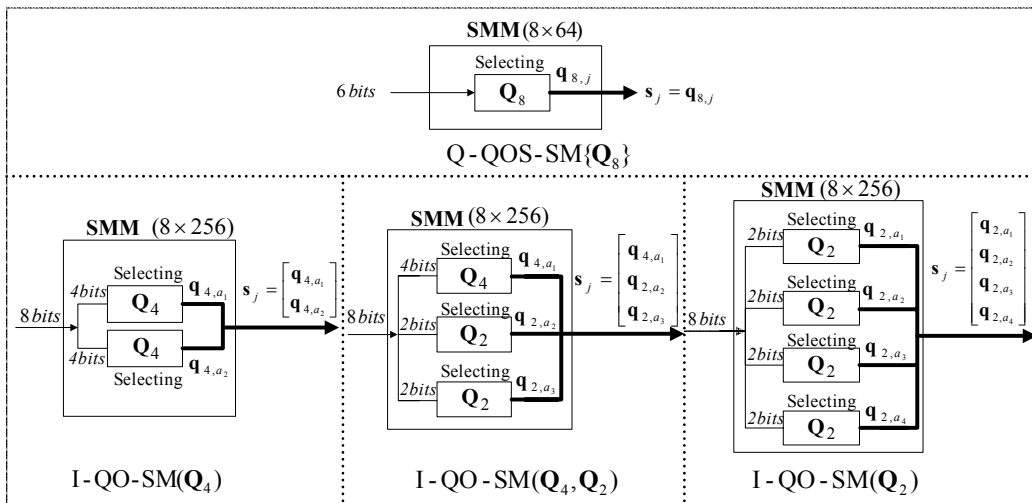 SMM (8×64)
Selecting
6 bits
Q₈
q₈,ⱼ
sⱼ = q₈,ⱼ
Q-QOS-SM{Q₈}
SMM (8×256)
8 bits
4bits
Selecting
Q₄
q₄,ₐ₁
4bits
Q₄
Selecting
q₄,ₐ₂
sⱼ = [q₄,ₐ₁ q₄,ₐ₂]
I-QO-SM(Q₄)
SMM (8×256)
8 bits
4bits
Selecting
Q₄
q₄,ₐ₁
2bits
Selecting
Q₂
q₂,ₐ₂
2bits
Selecting
Q₂
q₂,ₐ₃
sⱼ = [q₄,ₐ₁ q₂,ₐ₂ q₂,ₐ₃]
I-QO-SM(Q₄,Q₂)
SMM (8×256)
8 bits
2bits
Selecting
Q₂
q₂,ₐ₁
2bits
Selecting
Q₂
q₂,ₐ₂
2bits
Selecting
Q₂
q₂,ₐ₃
2bits
Selecting
Q₂
q₂,ₐ₄
sⱼ = [q₂,ₐ₁ q₂,ₐ₂ q₂,ₐ₃ q₂,ₐ₄]
I-QO-SM(Q₂)